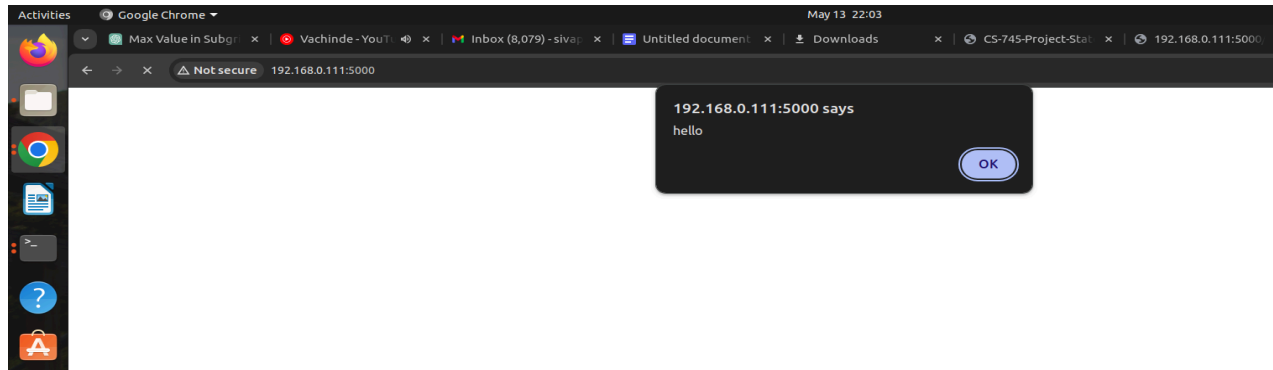 Activities Google Chrome May 13 22:03
Max Value in Subgri Vachinde - YouTu Inbox (8,079) - sivap Untitled document Downloads CS-745-Project-Stat 192.168.0.111:5000/
Not secure 192.168.0.111:5000
192.168.0.111:5000 says
hello
OK